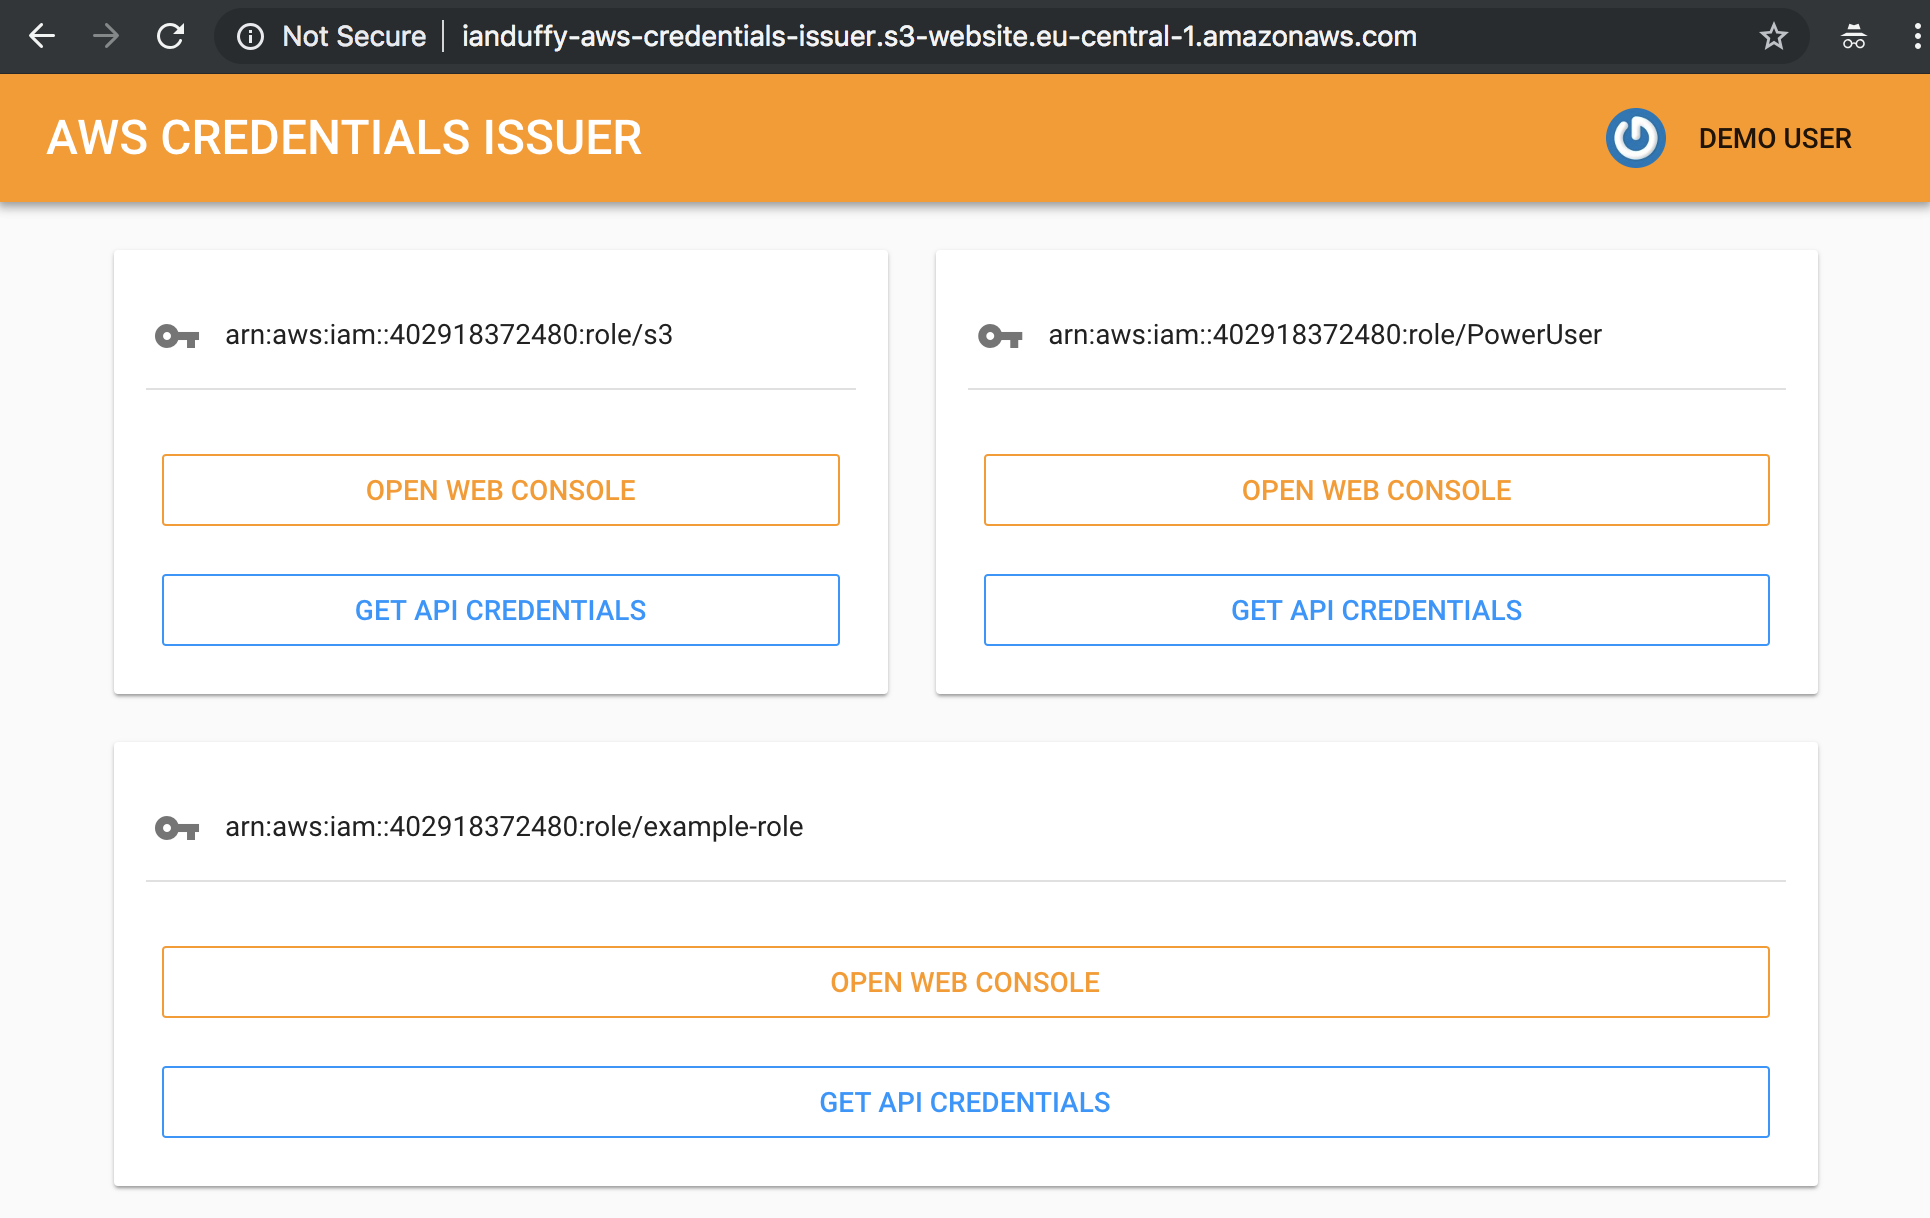 Not Secure
ianduffy-aws-credentials-issuer.s3-website.eu-central-1.amazonaws.com
AWS CREDENTIALS ISSUER
DEMO USER
arn:aws:iam::402918372480:role/s3
OPEN WEB CONSOLE
GET API CREDENTIALS
arn:aws:iam::402918372480:role/PowerUser
OPEN WEB CONSOLE
GET API CREDENTIALS
arn:aws:iam::402918372480:role/example-role
OPEN WEB CONSOLE
GET API CREDENTIALS